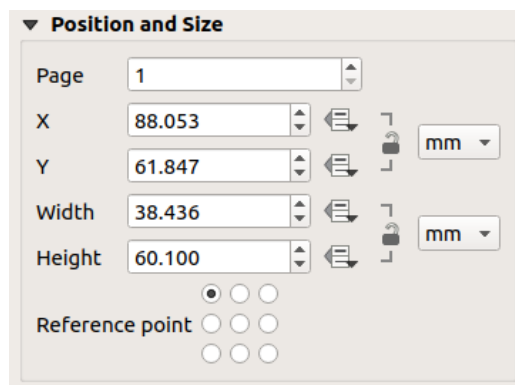 Position and Size
Page 1
X 88.053
mm
Y 61.847
Width 38.436
mm
Height 60.100
Reference point